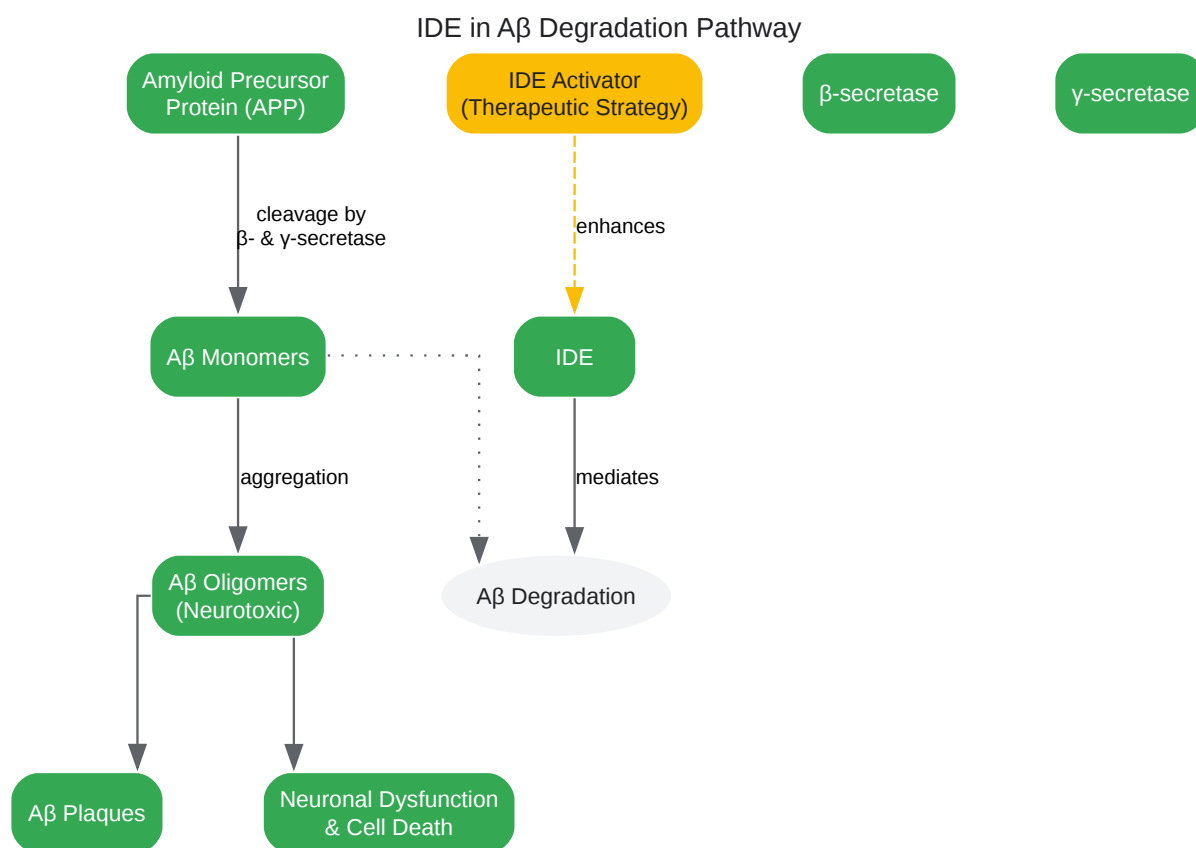 IDE in Aβ Degradation Pathway
Amyloid Precursor
Protein (APP)
IDE Activator
(Therapeutic Strategy)
β-secretase
γ-secretase
cleavage by
β- & γ-secretase
enhances
Aβ Monomers
IDE
aggregation
mediates
Aβ Oligomers
(Neurotoxic)
Aβ Degradation
Aβ Plaques
Neuronal Dysfunction
& Cell Death